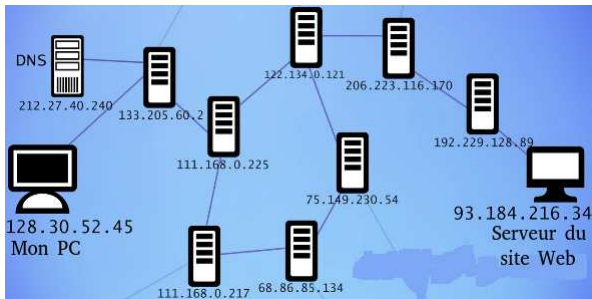 DNS
212.27.40.240
133.205.60.2
122.134.0.121
206.223.116.170
111.168.0.225
192.229.128.89
75.149.230.54
128.30.52.45
Mon PC
93.184.216.34
Serveur du
site Web
68.86.85.134
111.168.0.217